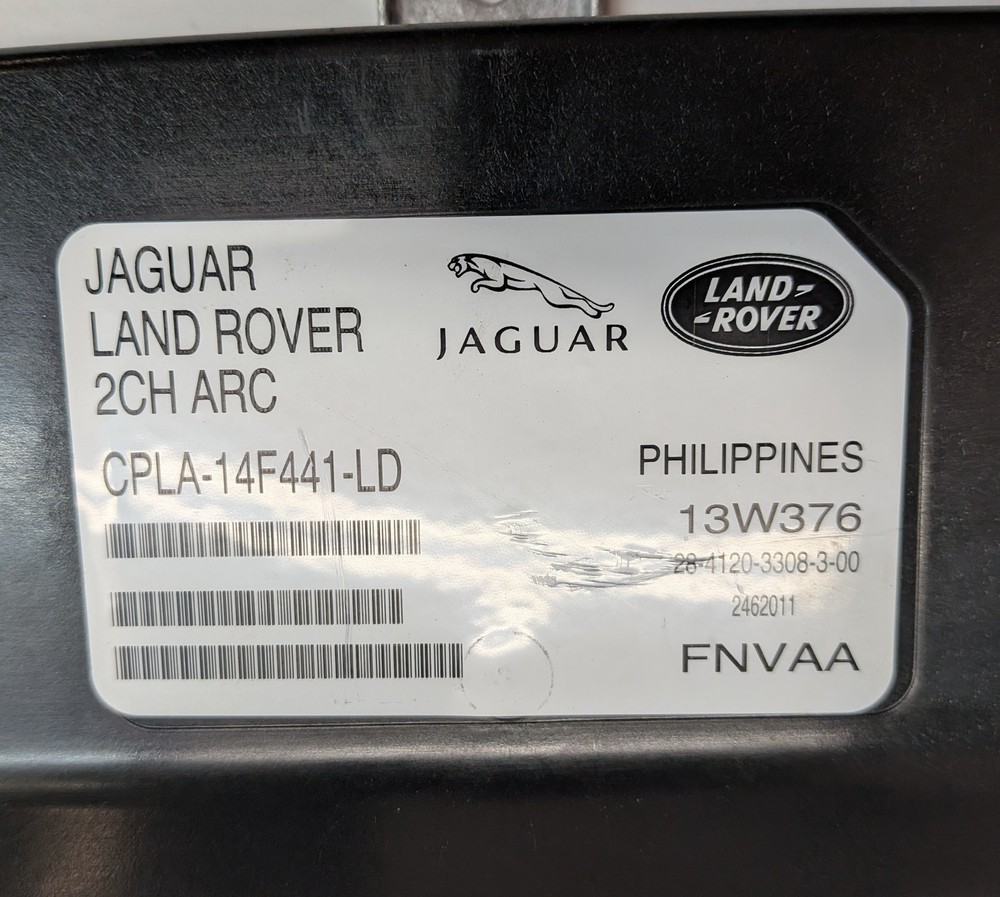 JAGUAR
LAND ROVER
2CH ARC
CPLA-14F441-LD
JAGUAR
LAND-
-ROVER
PHILIPPINES
13W376
28-4120-3308-3-00
2462011
FNVAA